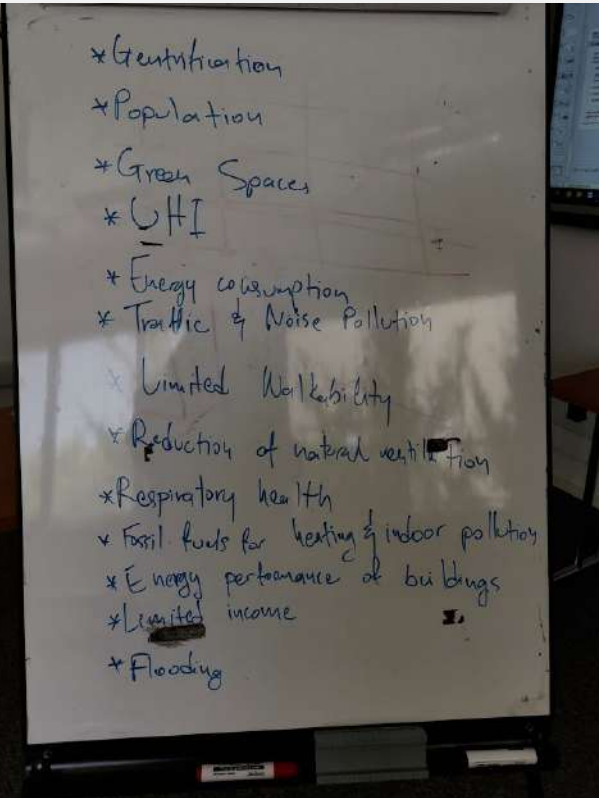 * Gentrification
* Population
* Green Spaces
* UHI
* Energy consumption
* Traffic & Noise Pollution
* Limited Walkability
* Reduction of natural ventilation
* Respiratory health
* Fossil fuels for heating & indoor pollution
* Energy performance of buildings
* Limited income
* Flooding